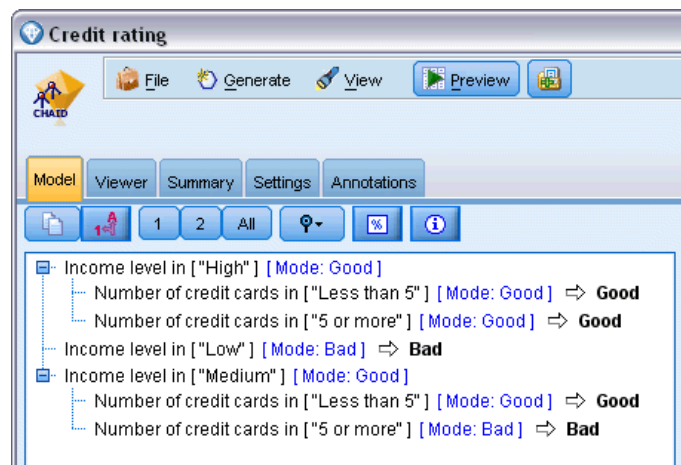 Credit rating
File Generate View Preview
CHAID
Model Viewer Summary Settings Annotations
1 A 1 2 All %  i
Income level in ["High"] [Mode: Good]
Number of credit cards in ["Less than 5"] [Mode: Good] ⇨ Good
Number of credit cards in ["5 or more"] [Mode: Good] ⇨ Good
Income level in ["Low"] [Mode: Bad] ⇨ Bad
Income level in ["Medium"] [Mode: Good]
Number of credit cards in ["Less than 5"] [Mode: Good] ⇨ Good
Number of credit cards in ["5 or more"] [Mode: Bad] ⇨ Bad